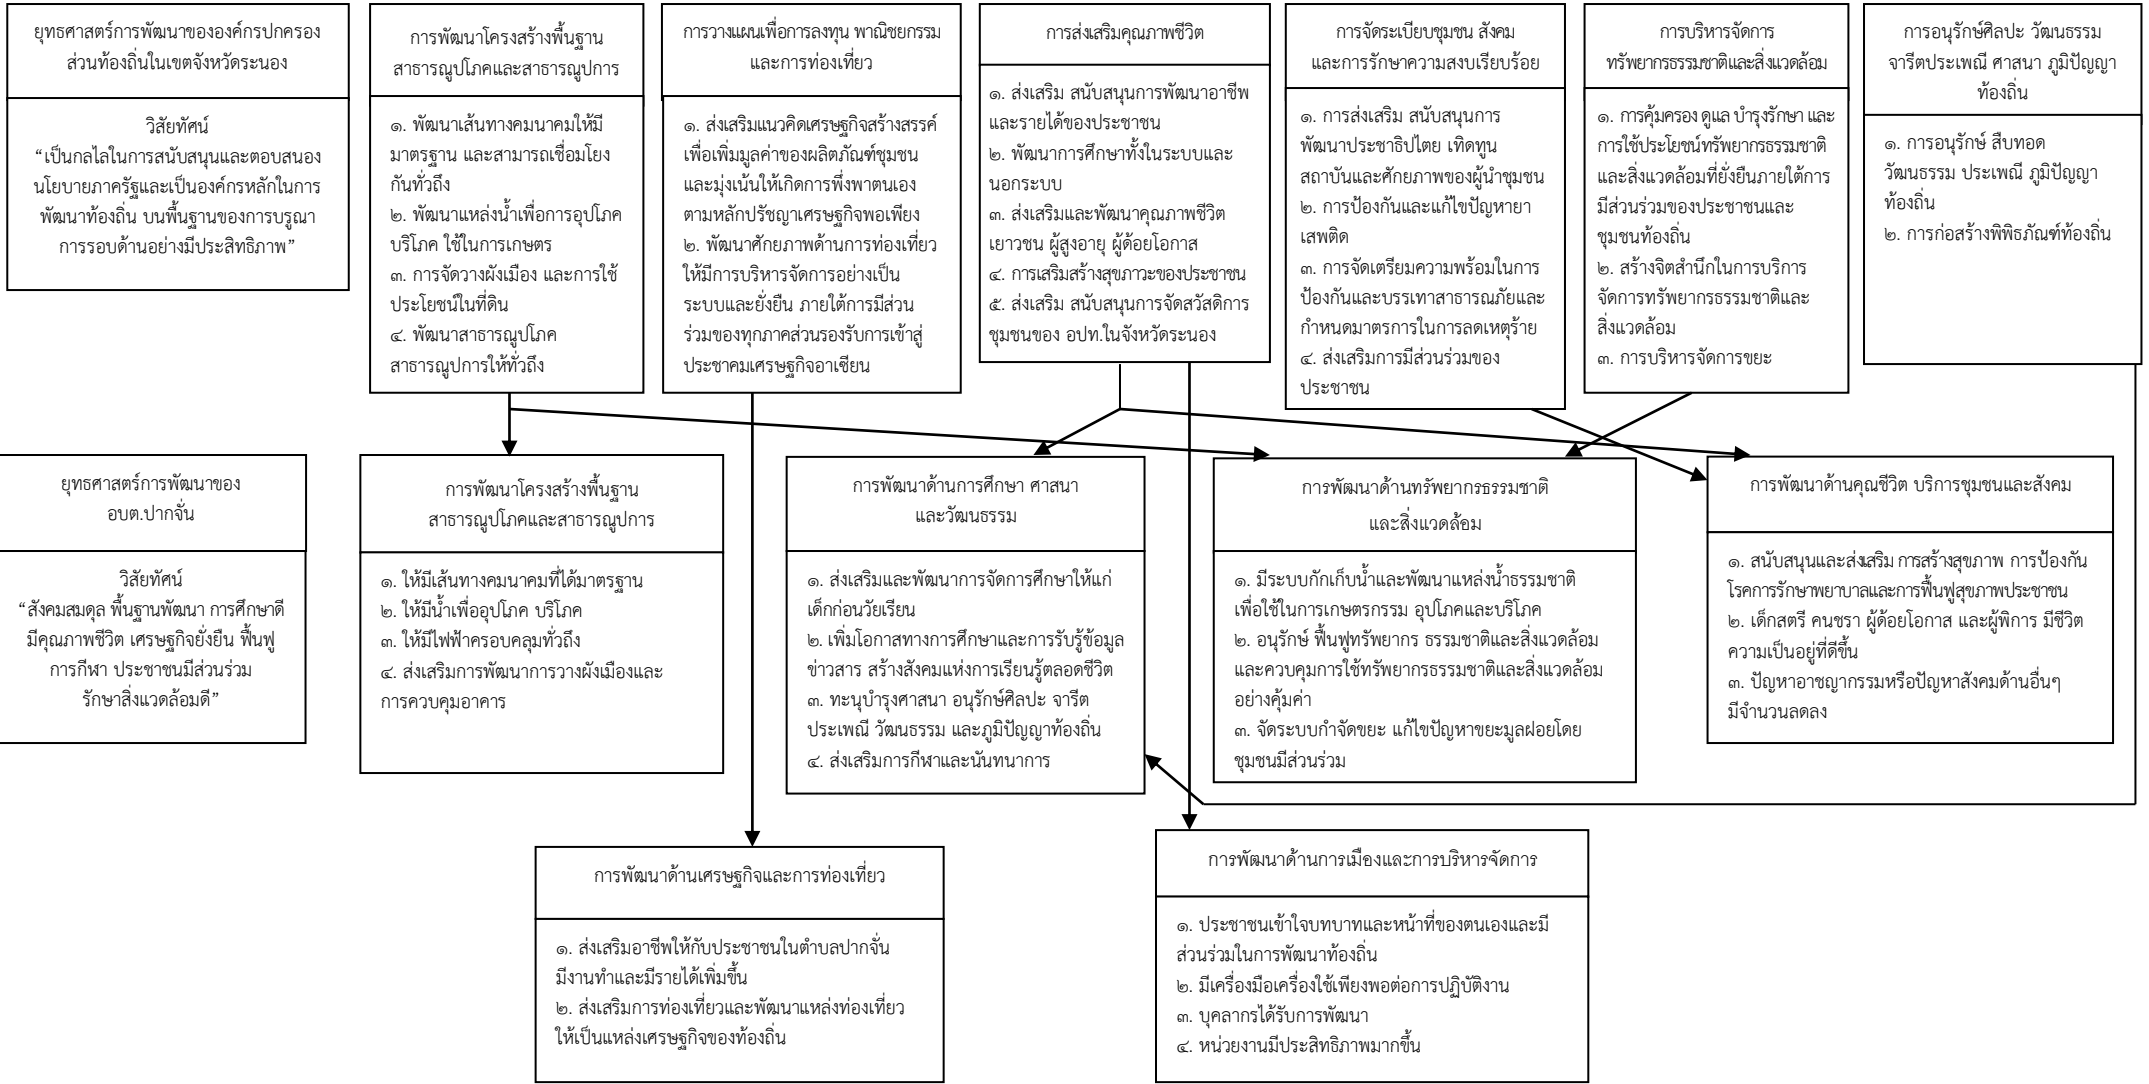 ยุทธศาสตร์การพัฒนาขององค์กรปกครอง
ส่วนท้องถิ่นในเขตจังหวัดระนอง
วิสัยทัศน์
“เป็นกลไกในการสนับสนุนและตอบสนอง
นโยบายภาครัฐและเป็นองค์กรหลักในการ
พัฒนาท้องถิ่น บนพื้นฐานของการบรูณา
การรอบด้านอย่างมีประสิทธิภาพ”
การพัฒนาโครงสร้างพื้นฐาน
สาธารณูปโภคและสาธารณูปการ
๑. พัฒนาเส้นทางคมนาคมให้มี
มาตรฐาน และสามารถเชื่อมโยง
กันทั่วถึง
๒. พัฒนาแหล่งน้ำเพื่อการอุปโภค
บริโภค ใช้ในการเกษตร
๓. การจัดวางผังเมือง และการใช้
ประโยชน์ในที่ดิน
๔. พัฒนาสาธารณูปโภค
สาธารณูปการให้ทั่วถึง
การวางแผนเพื่อการลงทุน พาณิชยกรรม
และการท่องเที่ยว
๑. ส่งเสริมแนวคิดเศรษฐกิจสร้างสรรค์
เพื่อเพิ่มมูลค่าของผลิตภัณฑ์ชุมชน
และมุ่งเน้นให้เกิดการพึ่งพาตนเอง
ตามหลักปรัชญาเศรษฐกิจพอเพียง
๒. พัฒนาศักยภาพด้านการท่องเที่ยว
ให้มีการบริหารจัดการอย่างเป็น
ระบบและยั่งยืน ภายใต้การมีส่วน
ร่วมของทุกภาคส่วนรองรับการเข้าสู่
ประชาคมเศรษฐกิจอาเซียน
การส่งเสริมคุณภาพชีวิต
๑. ส่งเสริม สนับสนุนการพัฒนาอาชีพ
และรายได้ของประชาชน
๒. พัฒนาการศึกษาทั้งในระบบและ
นอกระบบ
๓. ส่งเสริมและพัฒนาคุณภาพชีวิต
เยาวชน ผู้สูงอายุ ผู้ด้อยโอกาส
๔. การเสริมสร้างสุขภาวะของประชาชน
๕. ส่งเสริม สนับสนุนการจัดสวัสดิการ
ชุมชนของ อปท.ในจังหวัดระนอง
การจัดระเบียบชุมชน สังคม
และการรักษาความสงบเรียบร้อย
๑. การส่งเสริม สนับสนุนการ
พัฒนาประชาธิปไตย เทิดทูน
สถาบันและศักยภาพของผู้นำชุมชน
๒. การป้องกันและแก้ไขปัญหายา
เสพติด
๓. การจัดเตรียมความพร้อมในการ
ป้องกันและบรรเทาสาธารณภัยและ
กำหนดมาตรการในการลดเหตุร้าย
๔. ส่งเสริมการมีส่วนร่วมของ
ประชาชน
การบริหารจัดการ
ทรัพยากรธรรมชาติและสิ่งแวดล้อม
๑. การคุ้มครอง ดูแล บำรุงรักษา และ
การใช้ประโยชน์ทรัพยากรธรรมชาติ
และสิ่งแวดล้อมที่ยั่งยืนภายใต้การ
มีส่วนร่วมของประชาชนและ
ชุมชนท้องถิ่น
๒. สร้างจิตสำนึกในการบริการ
จัดการทรัพยากรธรรมชาติและ
สิ่งแวดล้อม
๓. การบริหารจัดการขยะ
การอนุรักษ์ศิลปะ วัฒนธรรม
จารีตประเพณี ศาสนา ภูมิปัญญา
ท้องถิ่น
๑. การอนุรักษ์ สืบทอด
วัฒนธรรม ประเพณี ภูมิปัญญา
ท้องถิ่น
๒. การก่อสร้างพิพิธภัณฑ์ท้องถิ่น
ยุทธศาสตร์การพัฒนาของ
อบต.ปากจั่น
วิสัยทัศน์
“สังคมสมดุล พื้นฐานพัฒนา การศึกษาดี
มีคุณภาพชีวิต เศรษฐกิจยั่งยืน ฟื้นฟู
การกีฬา ประชาชนมีส่วนร่วม
รักษาสิ่งแวดล้อมดี”
การพัฒนาโครงสร้างพื้นฐาน
สาธารณูปโภคและสาธารณูปการ
๑. ให้มีเส้นทางคมนาคมที่ได้มาตรฐาน
๒. ให้มีน้ำเพื่ออุปโภค บริโภค
๓. ให้มีไฟฟ้าครอบคลุมทั่วถึง
๔. ส่งเสริมการพัฒนาการวางผังเมืองและ
การควบคุมอาคาร
การพัฒนาด้านการศึกษา ศาสนา
และวัฒนธรรม
๑. ส่งเสริมและพัฒนาการจัดการศึกษาให้แก่
เด็กก่อนวัยเรียน
๒. เพิ่มโอกาสทางการศึกษาและการรับรู้ข้อมูล
ข่าวสาร สร้างสังคมแห่งการเรียนรู้ตลอดชีวิต
๓. ทะนุบำรุงศาสนา อนุรักษ์ศิลปะ จารีต
ประเพณี วัฒนธรรม และภูมิปัญญาท้องถิ่น
๔. ส่งเสริมการกีฬาและนันทนาการ
การพัฒนาด้านทรัพยากรธรรมชาติ
และสิ่งแวดล้อม
๑. มีระบบกักเก็บน้ำและพัฒนาแหล่งน้ำธรรมชาติ
เพื่อใช้ในการเกษตรกรรม อุปโภคและบริโภค
๒. อนุรักษ์ ฟื้นฟูทรัพยากร ธรรมชาติและสิ่งแวดล้อม
และควบคุมการใช้ทรัพยากรธรรมชาติและสิ่งแวดล้อม
อย่างคุ้มค่า
๓. จัดระบบกำจัดขยะ แก้ไขปัญหาขยะมูลฝอยโดย
ชุมชนมีส่วนร่วม
การพัฒนาด้านคุณชีวิต บริการชุมชนและสังคม
๑. สนับสนุนและส่งเสริม การสร้างสุขภาพ การป้องกัน
โรคการรักษาพยาบาลและการฟื้นฟูสุขภาพประชาชน
๒. เด็กสตรี คนชรา ผู้ด้อยโอกาส และผู้พิการ มีชีวิต
ความเป็นอยู่ที่ดีขึ้น
๓. ปัญหาอาชญากรรมหรือปัญหาสังคมด้านอื่นๆ
มีจำนวนลดลง
การพัฒนาด้านเศรษฐกิจและการท่องเที่ยว
๑. ส่งเสริมอาชีพให้กับประชาชนในตำบลปากจั่น
มีงานทำและมีรายได้เพิ่มขึ้น
๒. ส่งเสริมการท่องเที่ยวและพัฒนาแหล่งท่องเที่ยว
ให้เป็นแหล่งเศรษฐกิจของท้องถิ่น
การพัฒนาด้านการเมืองและการบริหารจัดการ
๑. ประชาชนเข้าใจบทบาทและหน้าที่ของตนเองและมี
ส่วนร่วมในการพัฒนาท้องถิ่น
๒. มีเครื่องมือเครื่องใช้เพียงพอต่อการปฏิบัติงาน
๓. บุคลากรได้รับการพัฒนา
๔. หน่วยงานมีประสิทธิภาพมากขึ้น